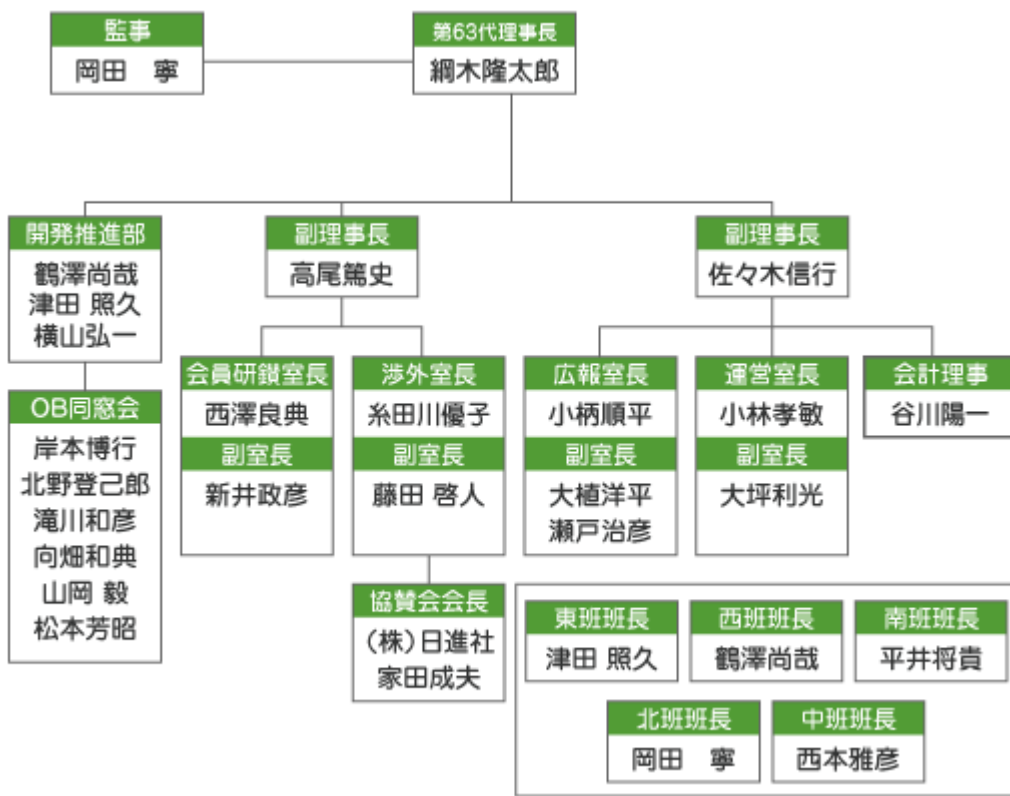 監事
岡田　寧
第63代理事長
綱木隆太郎
開発推進部
鶴澤尚哉
津田 照久
横山弘一
OB同窓会
岸本博行
北野登己郎
滝川和彦
向畑和典
山岡 毅
松本芳昭
副理事長
高尾篤史
会員研鑽室長
西澤良典
副室長
新井政彦
渉外室長
糸田川優子
副室長
藤田 啓人
協賛会会長
(株)日進社
家田成夫
副理事長
佐々木信行
広報室長
小柄順平
副室長
大植洋平
瀬戸治彦
運営室長
小林孝敏
副室長
大坪利光
会計理事
谷川陽一
東班班長
津田 照久
西班班長
鶴澤尚哉
南班班長
平井将貴
北班班長
岡田　寧
中班班長
西本雅彦